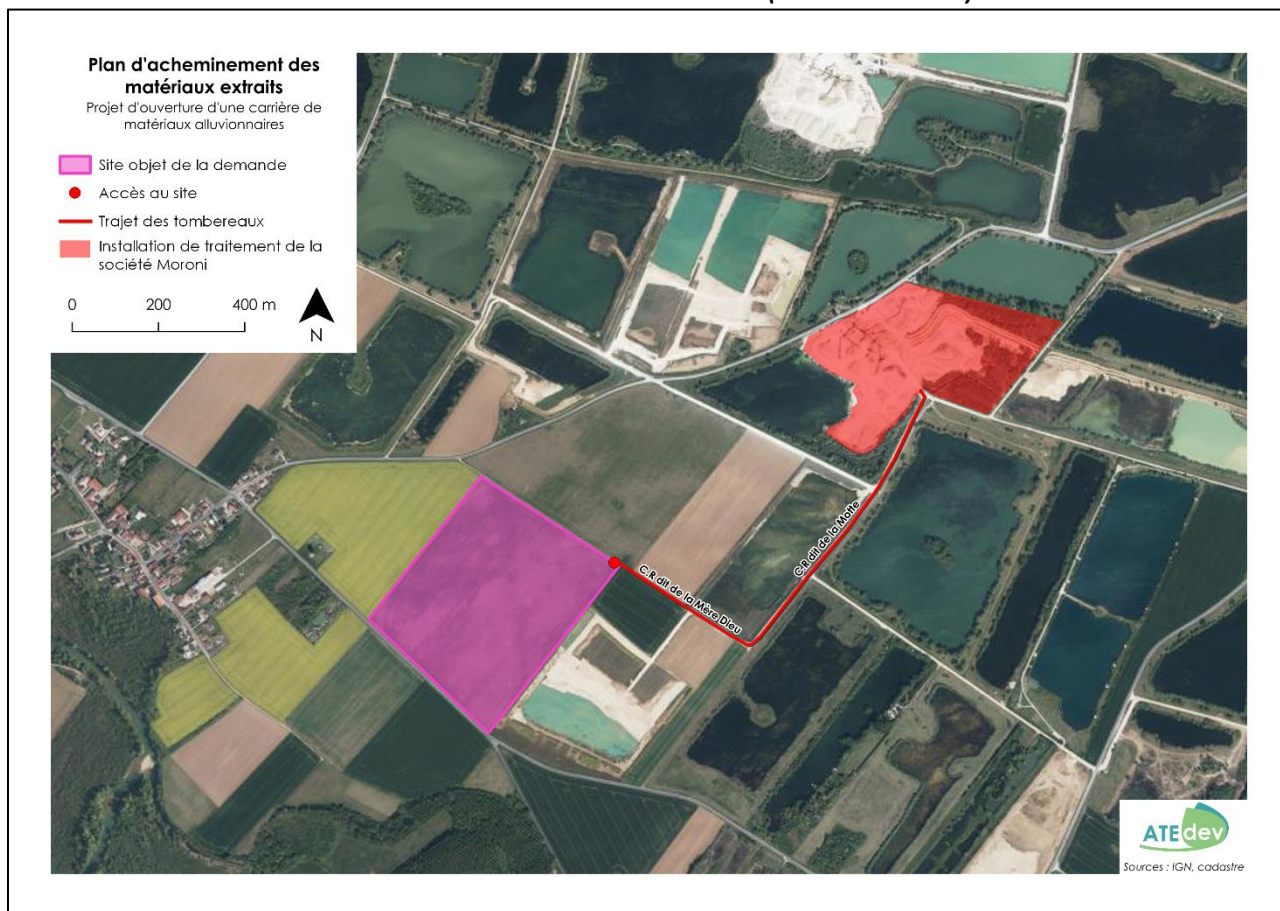 Plan d'acheminement des
matériaux extraits
Projet d'ouverture d'une carrière de
matériaux alluvionnaires
Site objet de la demande
Accès au site
Trajet des tombereaux
Installation de traitement de la
société Moroni
0 200 400 m
N
C.R dit de la Motte
C.R dit de la Mère Dieu
ATEdev
Sources : IGN, cadastre